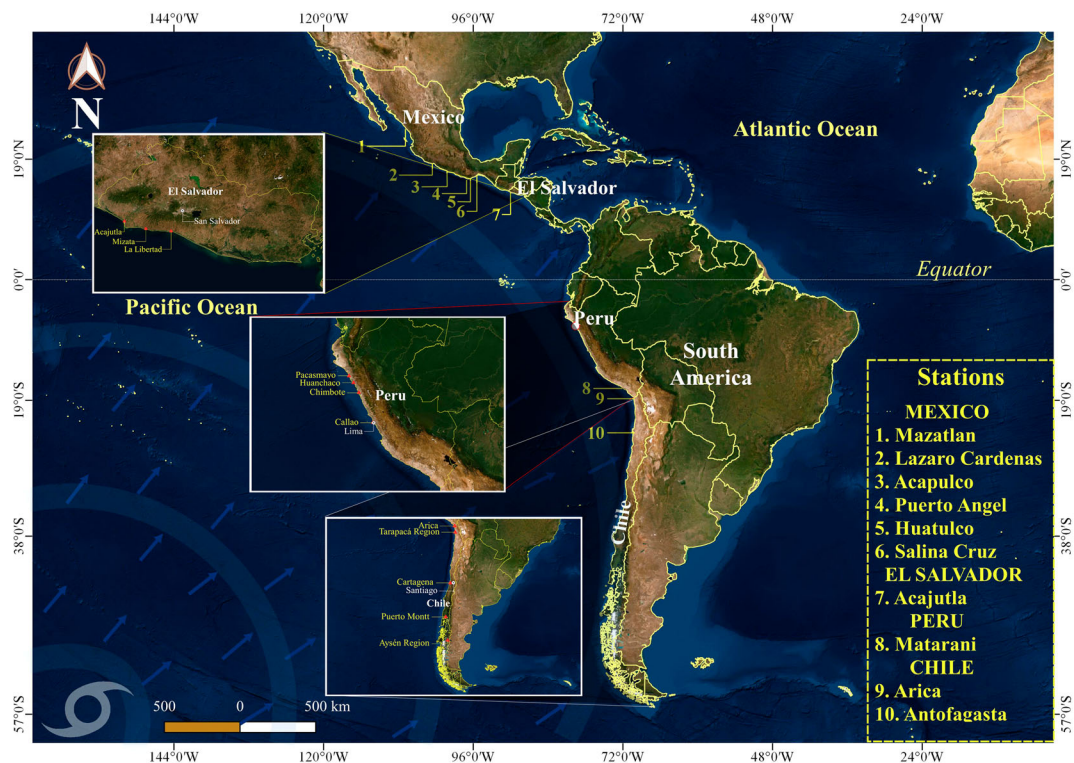 144°0'W 120°0'W 96°0'W 72°0'W 48°0'W 24°0'W
N
Mexico
Atlantic Ocean
19°0'N
19°0'N
1
2
3
4
5
6
7
El Salvador
El Salvador
San Salvador
Acajutla
Mizata
La Libertad
Equator
0°0'
0°0'
Pacific Ocean
Peru
South
America
Pacasmayo
Huanchaco
Chimbote
Peru
Callao
Lima
8
9
10
19°0'S
19°0'S
Chile
Arica
Tarapacá Region
Cartagena
Santiago
Chile
Puerto Montt
Aysén Region
38°0'S
38°0'S
Stations
MEXICO
1. Mazatlan
2. Lazaro Cardenas
3. Acapulco
4. Puerto Angel
5. Huatulco
6. Salina Cruz
EL SALVADOR
7. Acajutla
PERU
8. Matarani
CHILE
9. Arica
10. Antofagasta
500 0 500 km
57°0'S
57°0'S
144°0'W 120°0'W 96°0'W 72°0'W 48°0'W 24°0'W